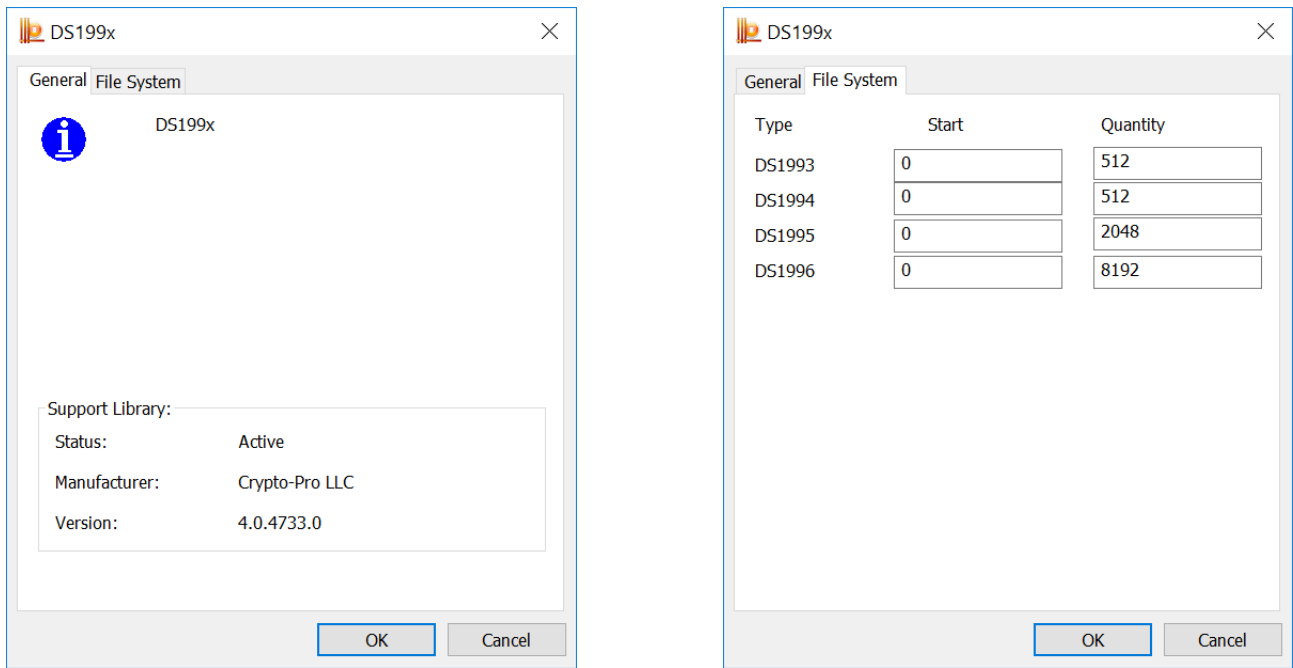 DS199x
General File System
DS199x
Support Library:
Status: Active
Manufacturer: Crypto-Pro LLC
Version: 4.0.4733.0
OK Cancel
DS199x
General File System
Type Start Quantity
DS1993 0 512
DS1994 0 512
DS1995 0 2048
DS1996 0 8192
OK Cancel